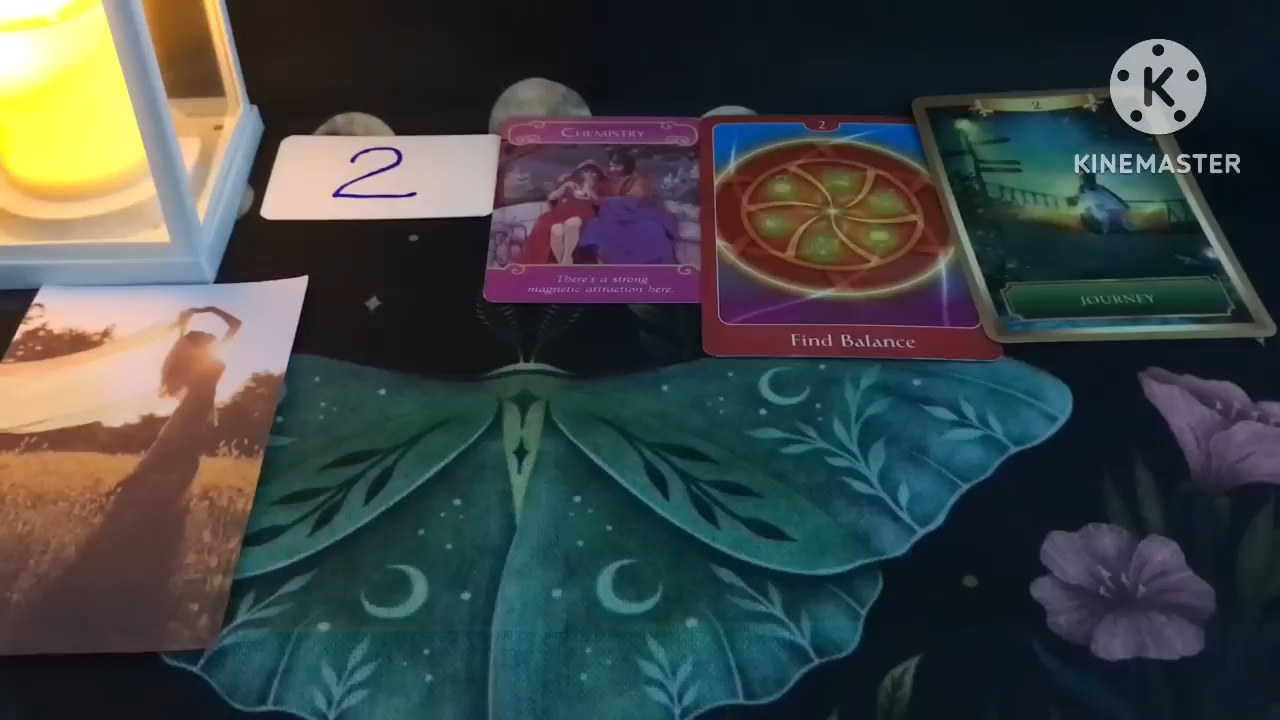 2
CHEMISTRY
There's a strong
magnetic attraction here.
2
Find Balance
2
JOURNEY
K
KINEMASTER